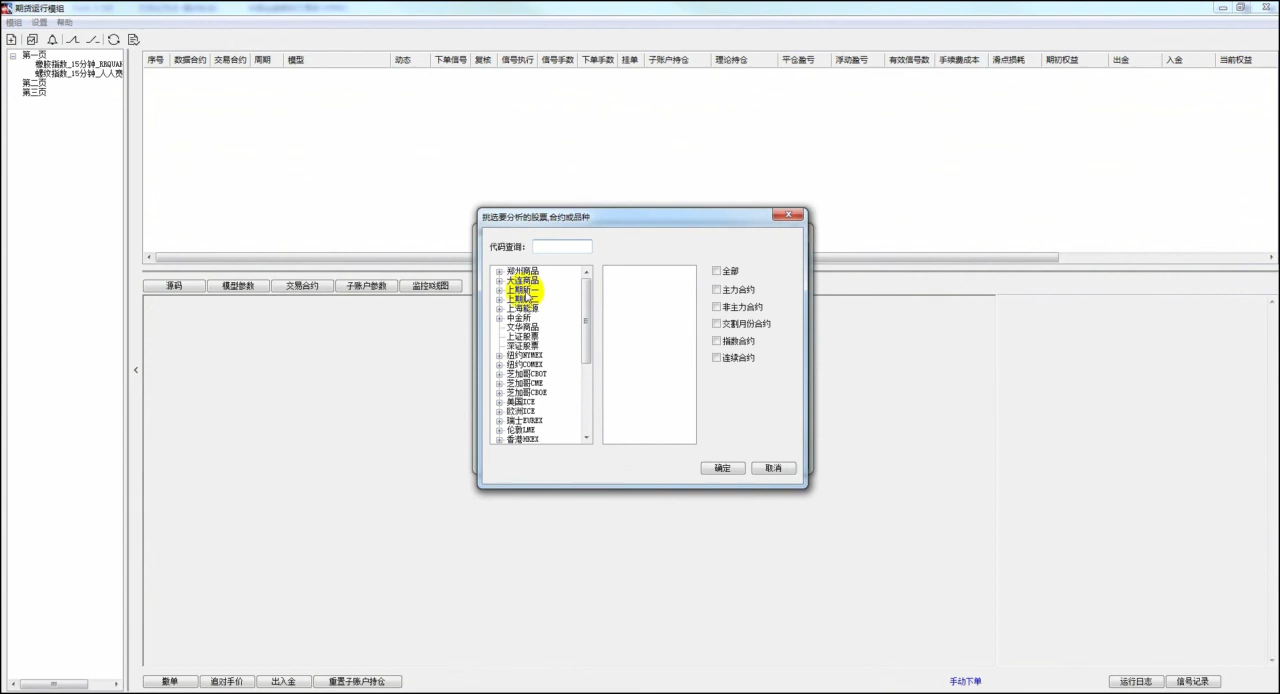 期货运行模组
模组 设置 帮助
第一页
橡胶指数_15分钟_RRQUAN
螺纹指数_15分钟_人人宽
第二页
第三页
序号 数据合约 交易合约 周期 模型 动态 下单信号 复核 信号执行 信号手数 下单手数 挂单 子账户持仓 理论持仓 平仓盈亏 浮动盈亏 有效信号数 手续费成本 滑点损耗 期初权益 出金 入金 当前权益
挑选要分析的股票,合约或品种
代码查询:
郑州商品
大连商品
上期所一
上期所二
上海能源
中金所
文华商品
上证股票
深证股票
纽约NYMEX
纽约COMEX
芝加哥CBOT
芝加哥CME
芝加哥CBOE
美国ICE
欧洲ICE
瑞士EUREX
伦敦LME
香港HKEX
全部
主力合约
非主力合约
交割月份合约
指数合约
连续合约
确定 取消
源码 模型参数 交易合约 子账户参数 监控K线图
撤单 追对手价 出入金 重置子账户持仓 手动下单 运行日志 信号记录